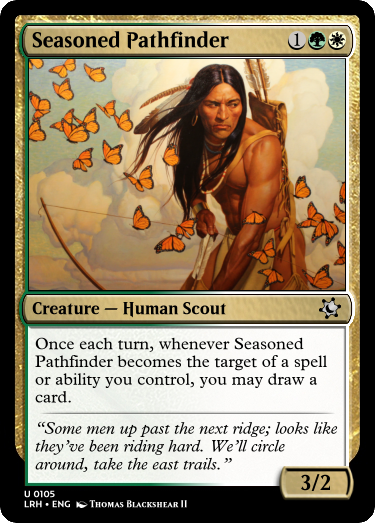 Seasoned Pathfinder 1
Creature — Human Scout
Once each turn, whenever Seasoned
Pathfinder becomes the target of a spell
or ability you control, you may draw a
card.
“Some men up past the next ridge; looks like
they’ve been riding hard. We’ll circle
around, take the east trails.”
3/2
U 0105
LRH • ENG Thomas Blackshear II